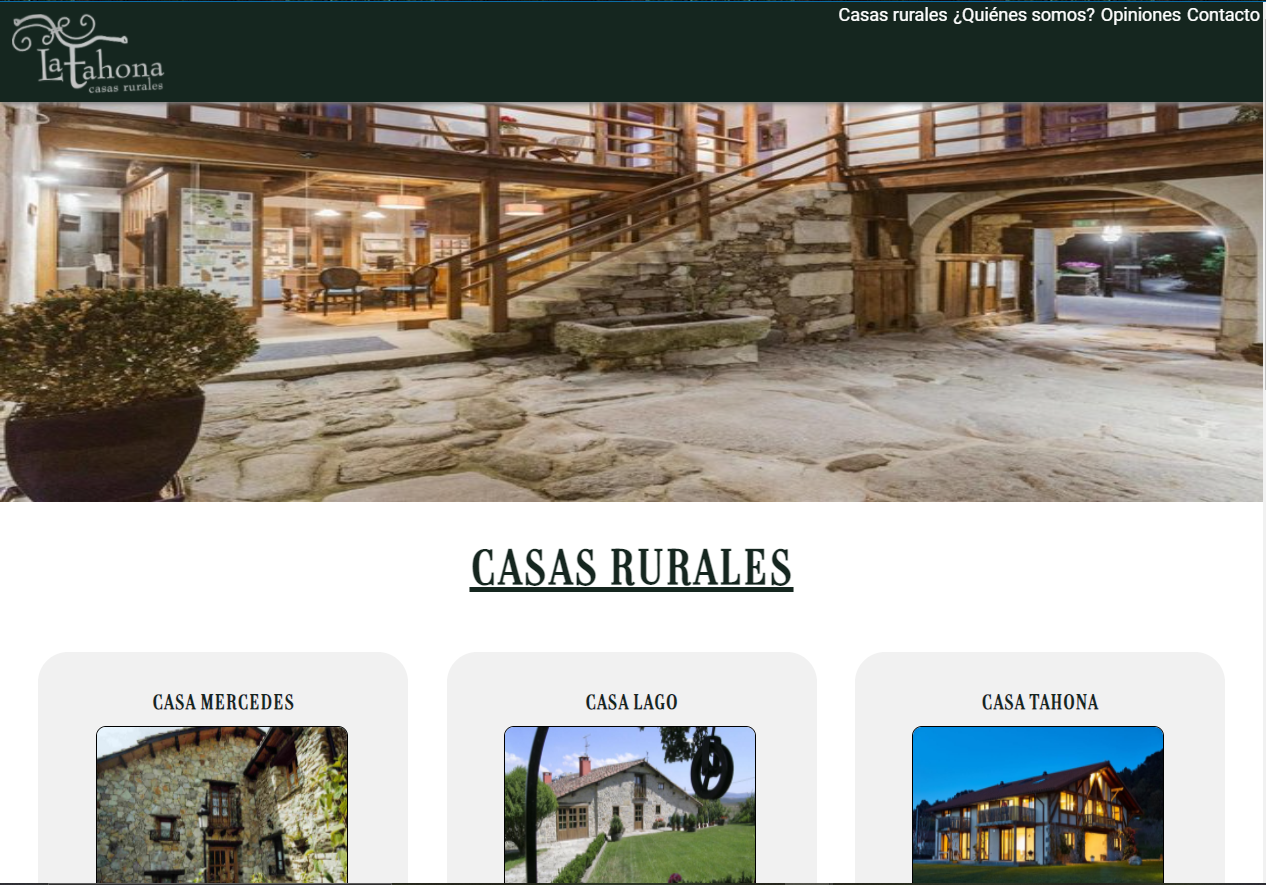 La Tahona
casas rurales
Casas rurales ¿Quiénes somos? Opiniones Contacto
CASAS RURALES
CASA MERCEDES
CASA LAGO
CASA TAHONA